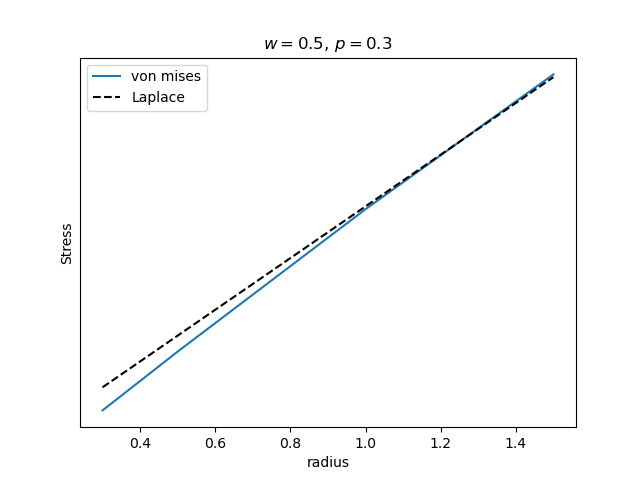 w = 0.5, p = 0.3
von mises
Laplace
Stress
0.4 0.6 0.8 1.0 1.2 1.4
radius